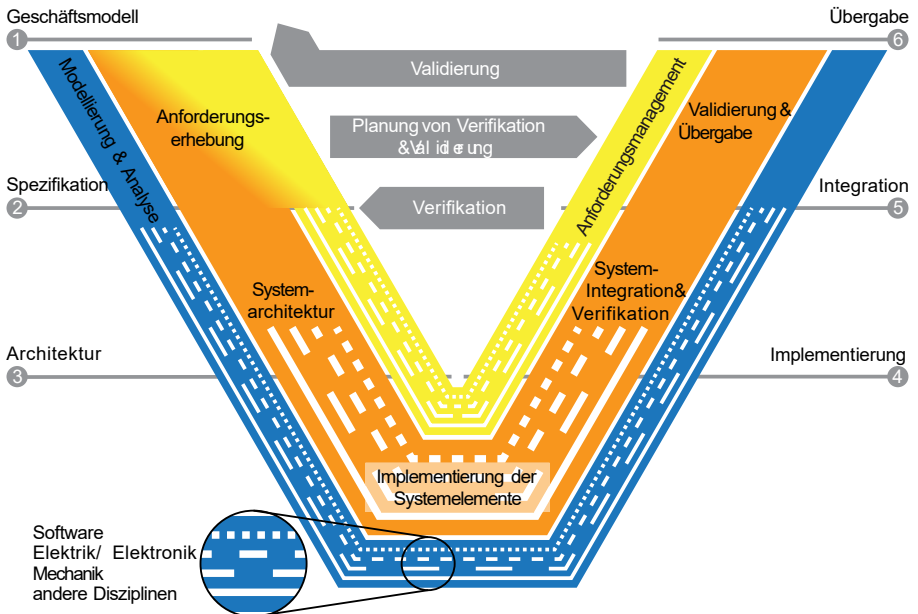 Geschäftsmodell
1
Übergabe
6
Validierung
Modellierung & Analyse
Anforderungs-
erhebung
Planung von Verifikation
&Validierung
Anforderungsmanagement
Validierung &
Übergabe
Spezifikation
2
Verifikation
Integration
5
System-
architektur
System-
Integration&
Verifikation
Architektur
3
Implementierung
4
Implementierung der
Systemelemente
Software
Elektrik/ Elektronik
Mechanik
andere Disziplinen